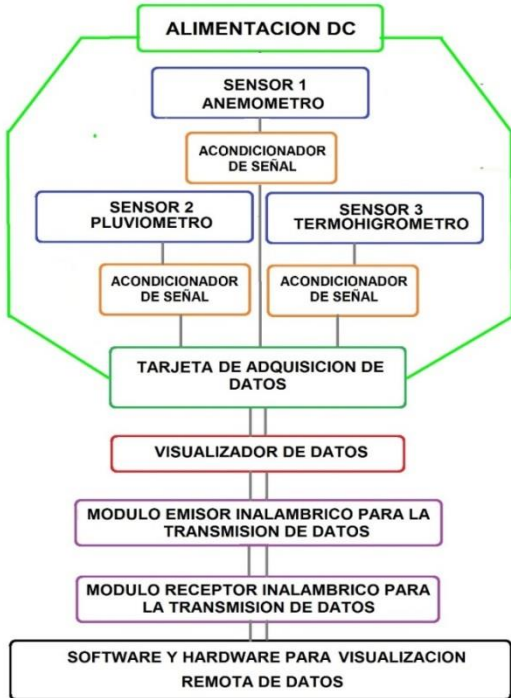 ALIMENTACION DC
SENSOR 1
ANEMOMETRO
ACONDICIONADOR
DE SEÑAL
SENSOR 2
PLUVIOMETRO
SENSOR 3
TERMOHIGROMETRO
ACONDICIONADOR
DE SEÑAL
ACONDICIONADOR
DE SEÑAL
TARJETA DE ADQUISICION DE
DATOS
VISUALIZADOR DE DATOS
MODULO EMISOR INALAMBRICO PARA LA
TRANSMISION DE DATOS
MODULO RECEPTOR INALAMBRICO PARA
LA TRANSMISION DE DATOS
SOFTWARE Y HARDWARE PARA VISUALIZACION
REMOTA DE DATOS